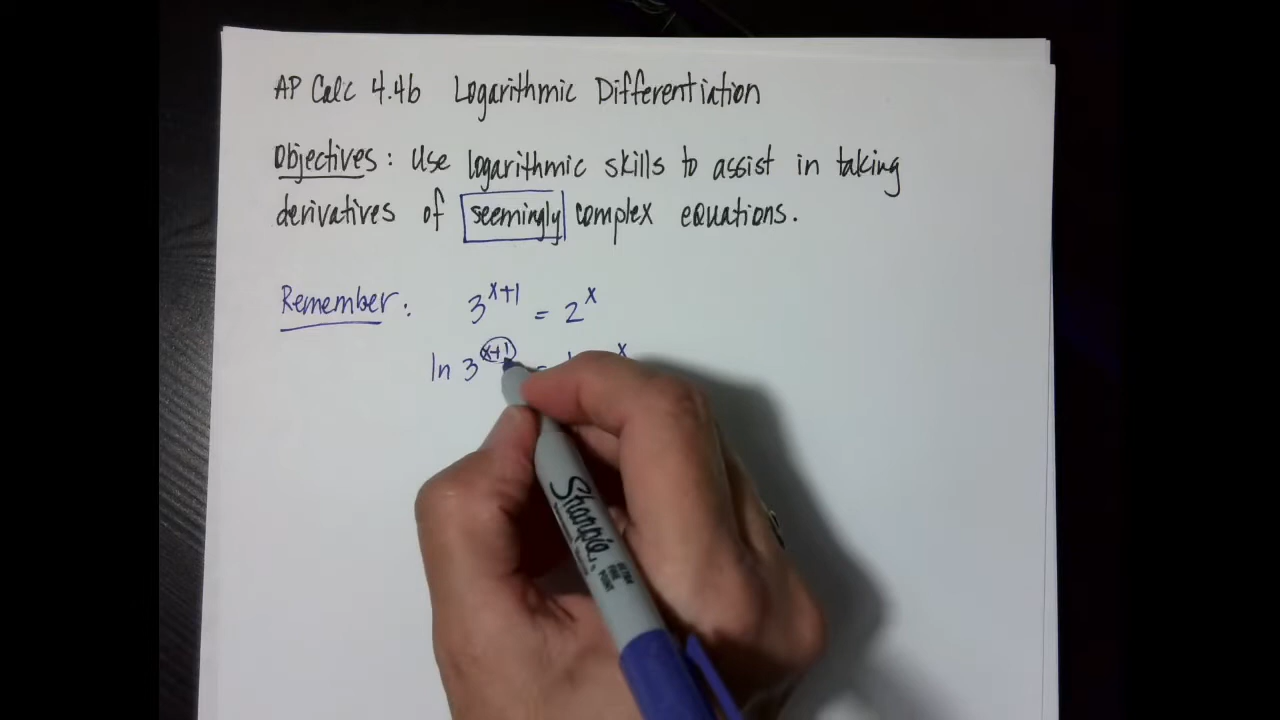 AP Calc 4.4b Logarithmic Differentiation
Objectives: Use logarithmic skills to assist in taking
derivatives of seemingly complex equations.
Remember: 3^{x+1} = 2^x
ln 3^{(x+1)} = x
Sharpie